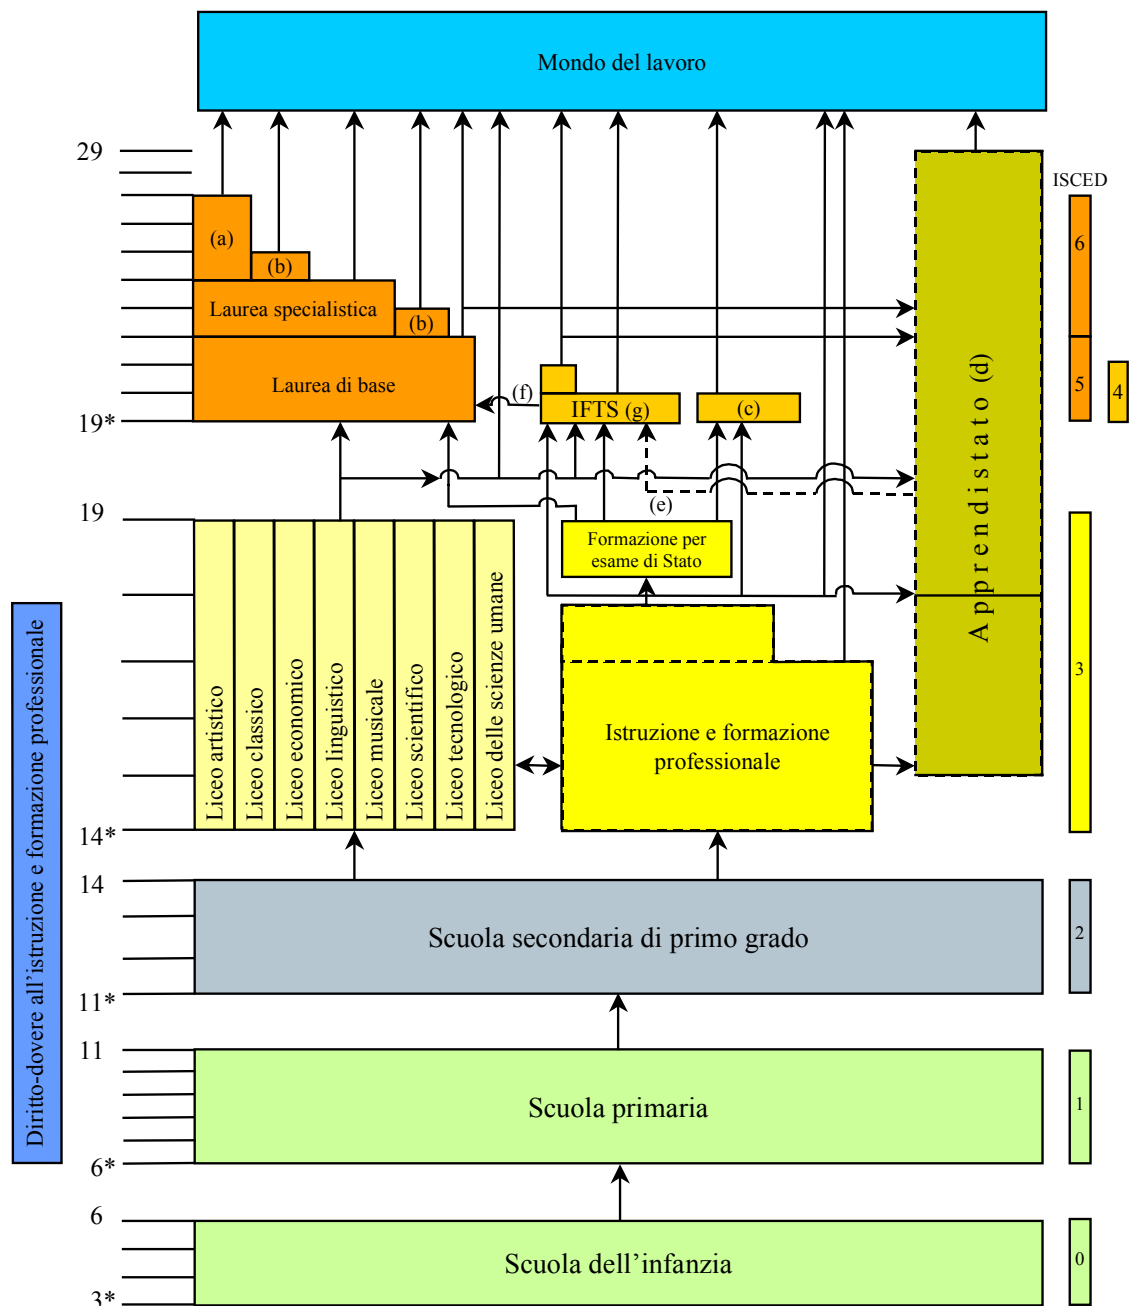 Mondo del lavoro
29
ISCED
(a)
6
(b)
Laurea specialistica
(b)
Laurea di base
(f)
5
4
IFTS (g)
(c)
19*
Apprendistato (d)
(e)
19
Formazione per
esame di Stato
Diritto-dovere all'istruzione e formazione professionale
Liceo artistico
Liceo classico
Liceo economico
Liceo linguistico
Liceo musicale
Liceo scientifico
Liceo tecnologico
Liceo delle scienze umane
3
Istruzione e formazione
professionale
14*
14
Scuola secondaria di primo grado
2
11*
11
Scuola primaria
1
6*
6
Scuola dell'infanzia
0
3*